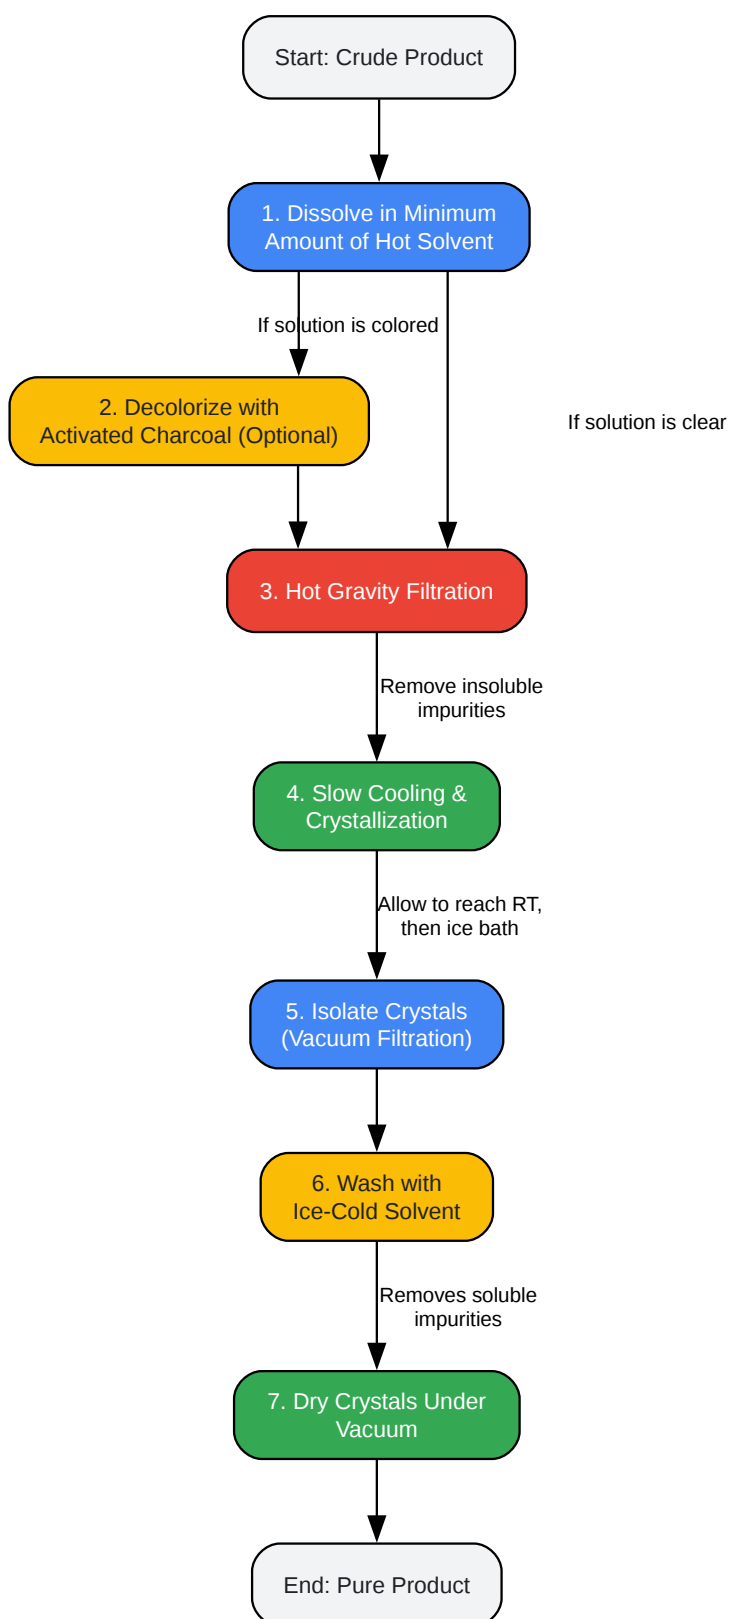 Start: Crude Product
1. Dissolve in Minimum
Amount of Hot Solvent
If solution is colored
2. Decolorize with
Activated Charcoal (Optional)
If solution is clear
3. Hot Gravity Filtration
Remove insoluble
impurities
4. Slow Cooling &
Crystallization
Allow to reach RT,
then ice bath
5. Isolate Crystals
(Vacuum Filtration)
6. Wash with
Ice-Cold Solvent
Removes soluble
impurities
7. Dry Crystals Under
Vacuum
End: Pure Product